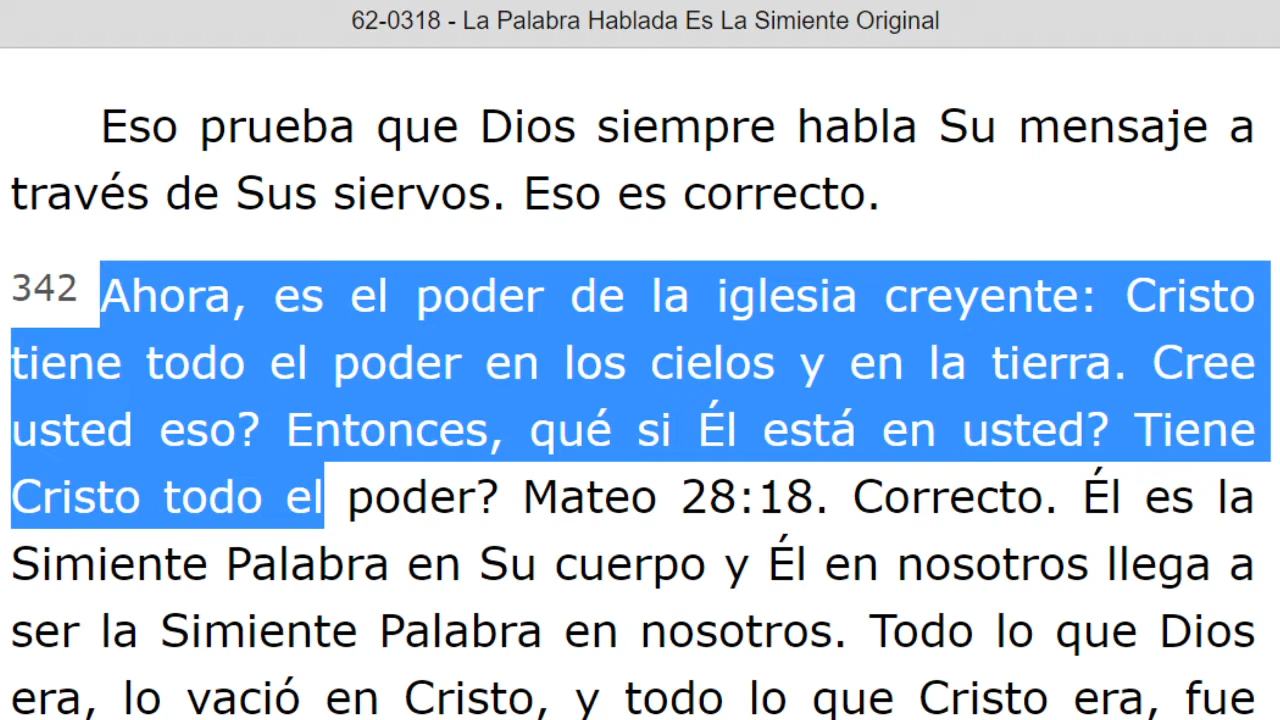 62-0318 - La Palabra Hablada Es La Simiente Original
Eso prueba que Dios siempre habla Su mensaje a
través de Sus siervos. Eso es correcto.
342 Ahora, es el poder de la iglesia creyente: Cristo
tiene todo el poder en los cielos y en la tierra. Cree
usted eso? Entonces, qué si Él está en usted? Tiene
Cristo todo el poder? Mateo 28:18. Correcto. Él es la
Simiente Palabra en Su cuerpo y Él en nosotros llega a
ser la Simiente Palabra en nosotros. Todo lo que Dios
era, lo vació en Cristo, y todo lo que Cristo era, fue